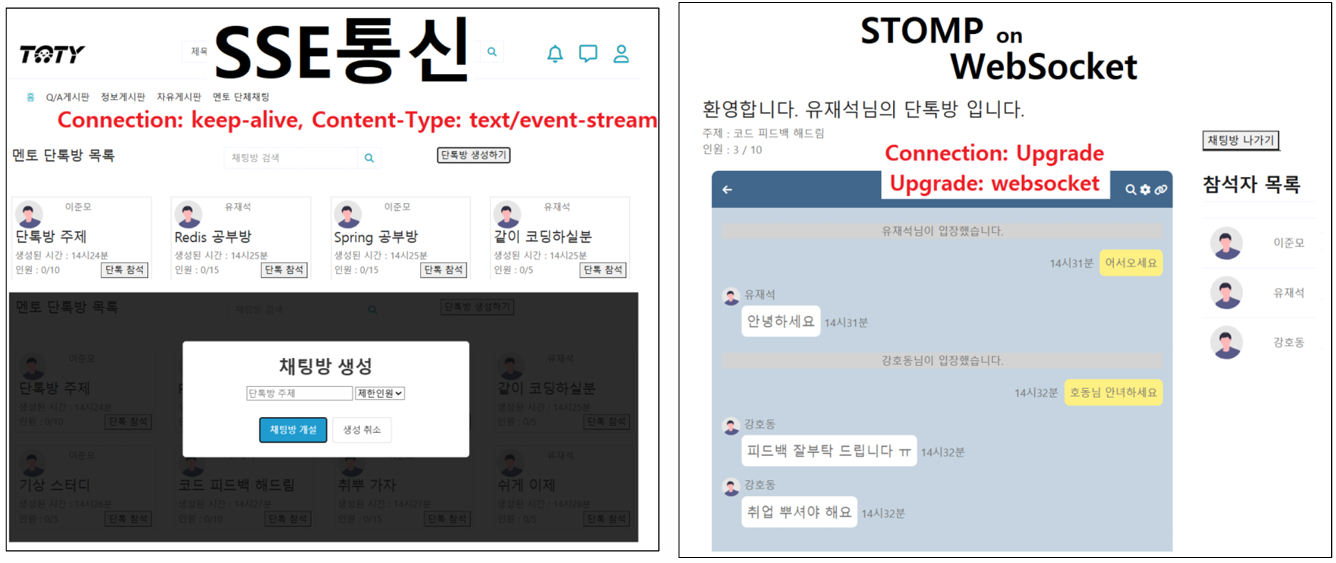 TOTY
제목
SSE통신
홈 Q/A게시판 정보게시판 자유게시판 멘토 단체채팅
Connection: keep-alive, Content-Type: text/event-stream
멘토 단톡방 목록
채팅방 검색
단톡방 생성하기
이준모
단톡방 주제
생성된 시간 : 14시24분
인원 : 0/10
단톡 참석
유재석
Redis 공부방
생성된 시간 : 14시25분
인원 : 0/15
단톡 참석
이준모
Spring 공부방
생성된 시간 : 14시25분
인원 : 0/15
단톡 참석
유재석
같이 코딩하실분
생성된 시간 : 14시25분
인원 : 0/5
단톡 참석
멘토 단톡방 목록
채팅방 검색
단톡방 생성하기
이준모
단톡방 주제
생성된 시간 : 14시24분
인원 : 0/10
단톡 참석
유재석
같이 코딩하실분
생성된 시간 : 14시25분
인원 : 0/5
단톡 참석
채팅방 생성
단톡방 주제
제한인원
채팅방 개설
생성 취소
이준모
기상 스터디
생성된 시간 : 14시26분
인원 : 0/5
단톡 참석
코드 피드백 해드림
생성된 시간 : 14시27분
인원 : 0/10
단톡 참석
취뿌 가자
생성된 시간 : 14시27분
인원 : 0/15
단톡 참석
유재석
쉬게 이제
생성된 시간 : 14시28분
인원 : 0/5
단톡 참석
STOMP on
WebSocket
환영합니다. 유재석님의 단톡방 입니다.
주제 : 코드 피드백 해드림
인원 : 3 / 10
채팅방 나가기
Connection: Upgrade
Upgrade: websocket
유재석님이 입장했습니다.
14시31분 어서오세요
유재석
안녕하세요 14시31분
강호동님이 입장했습니다.
14시32분 호동님 안녀하세요
강호동
피드백 잘부탁 드립니다 ㅠ 14시32분
강호동
취업 뿌셔야 해요 14시32분
참석자 목록
이준모
유재석
강호동